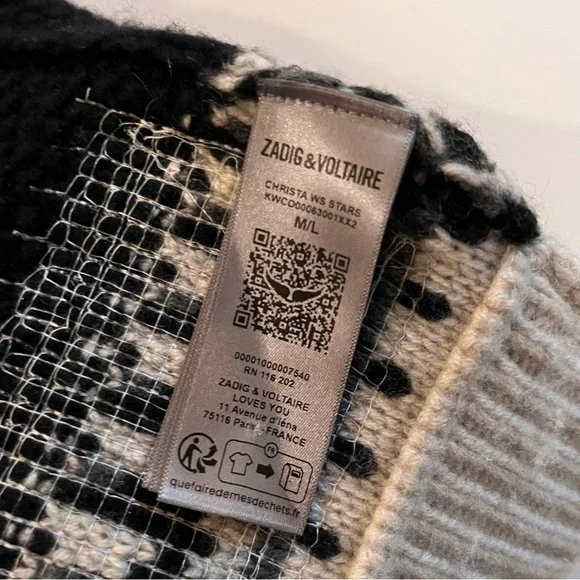 ZADIG & VOLTAIRE
CHRISTA WS STARS
KWCO00063001XX2
M/L
00001000007540
RN 116 202
ZADIG & VOLTAIRE
LOVES YOU
11 Avenue d'Iéna
75116 Paris - FRANCE
FR
quefairedemesdechets.fr